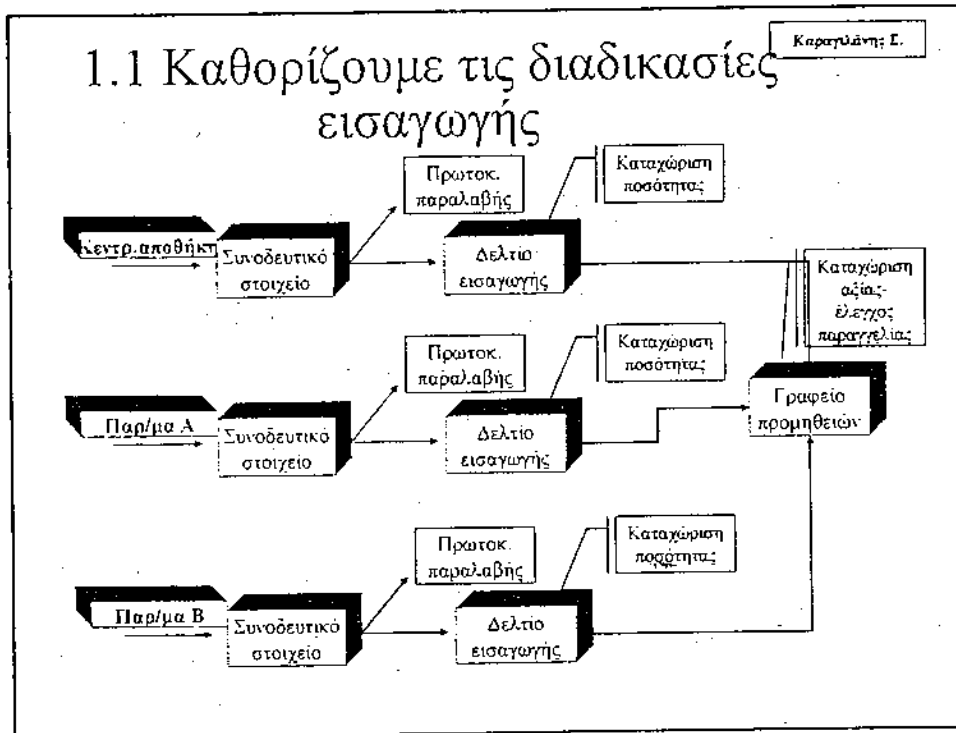 Καραγιλάνης Σ.
1.1 Καθορίζουμε τις διαδικασίες
εισαγωγής
Πρωτοκ.
παραλαβής
Καταχώριση
ποσότητας
Κεντρ.αποθήκη
Συνοδευτικό
στοιχείο
Δελτίο
εισαγωγής
Καταχώριση
αξίας-
έλεγχος
παραγγελίας
Πρωτοκ.
παραλαβής
Καταχώριση
ποσότητας
Παρ/μα Α
Συνοδευτικό
στοιχείο
Δελτίο
εισαγωγής
Γραφείο
προμηθειών
Πρωτοκ.
παραλαβής
Καταχώριση
ποσότητας
Παρ/μα Β
Συνοδευτικό
στοιχείο
Δελτίο
εισαγωγής